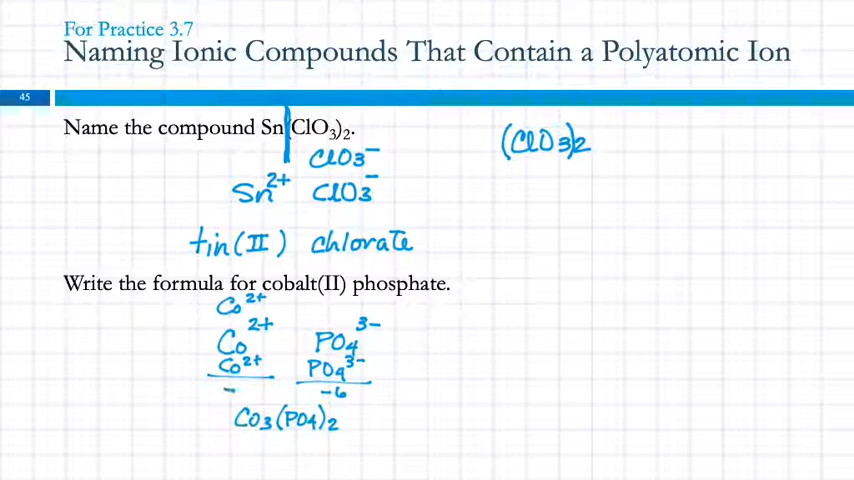 For Practice 3.7
Naming Ionic Compounds That Contain a Polyatomic Ion
45
Name the compound Sn(ClO₃)₂.
(ClO₃)₂
ClO₃⁻
Sn²⁺ ClO₃⁻
tin(II) chlorate
Write the formula for cobalt(II) phosphate.
Co²⁺
Co²⁺ PO₄³⁻
Co²⁺ PO₄³⁻
- -6
Co₃(PO₄)₂